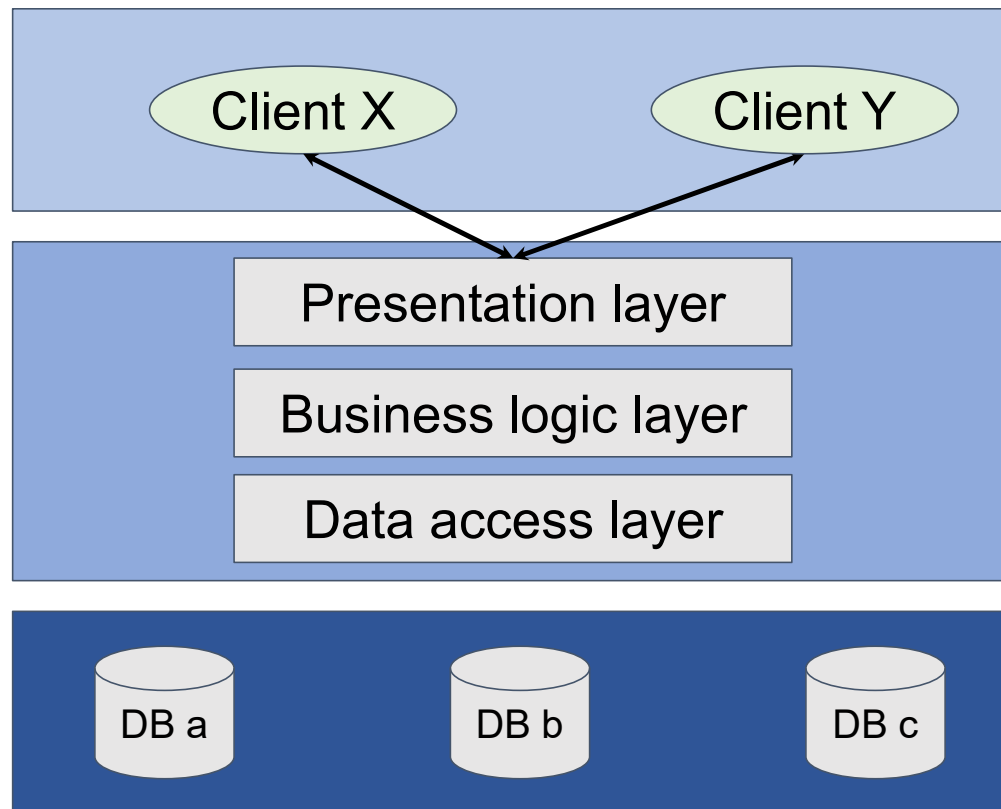 Client X
Client Y
Presentation layer
Business logic layer
Data access layer
DB a
DB b
DB c